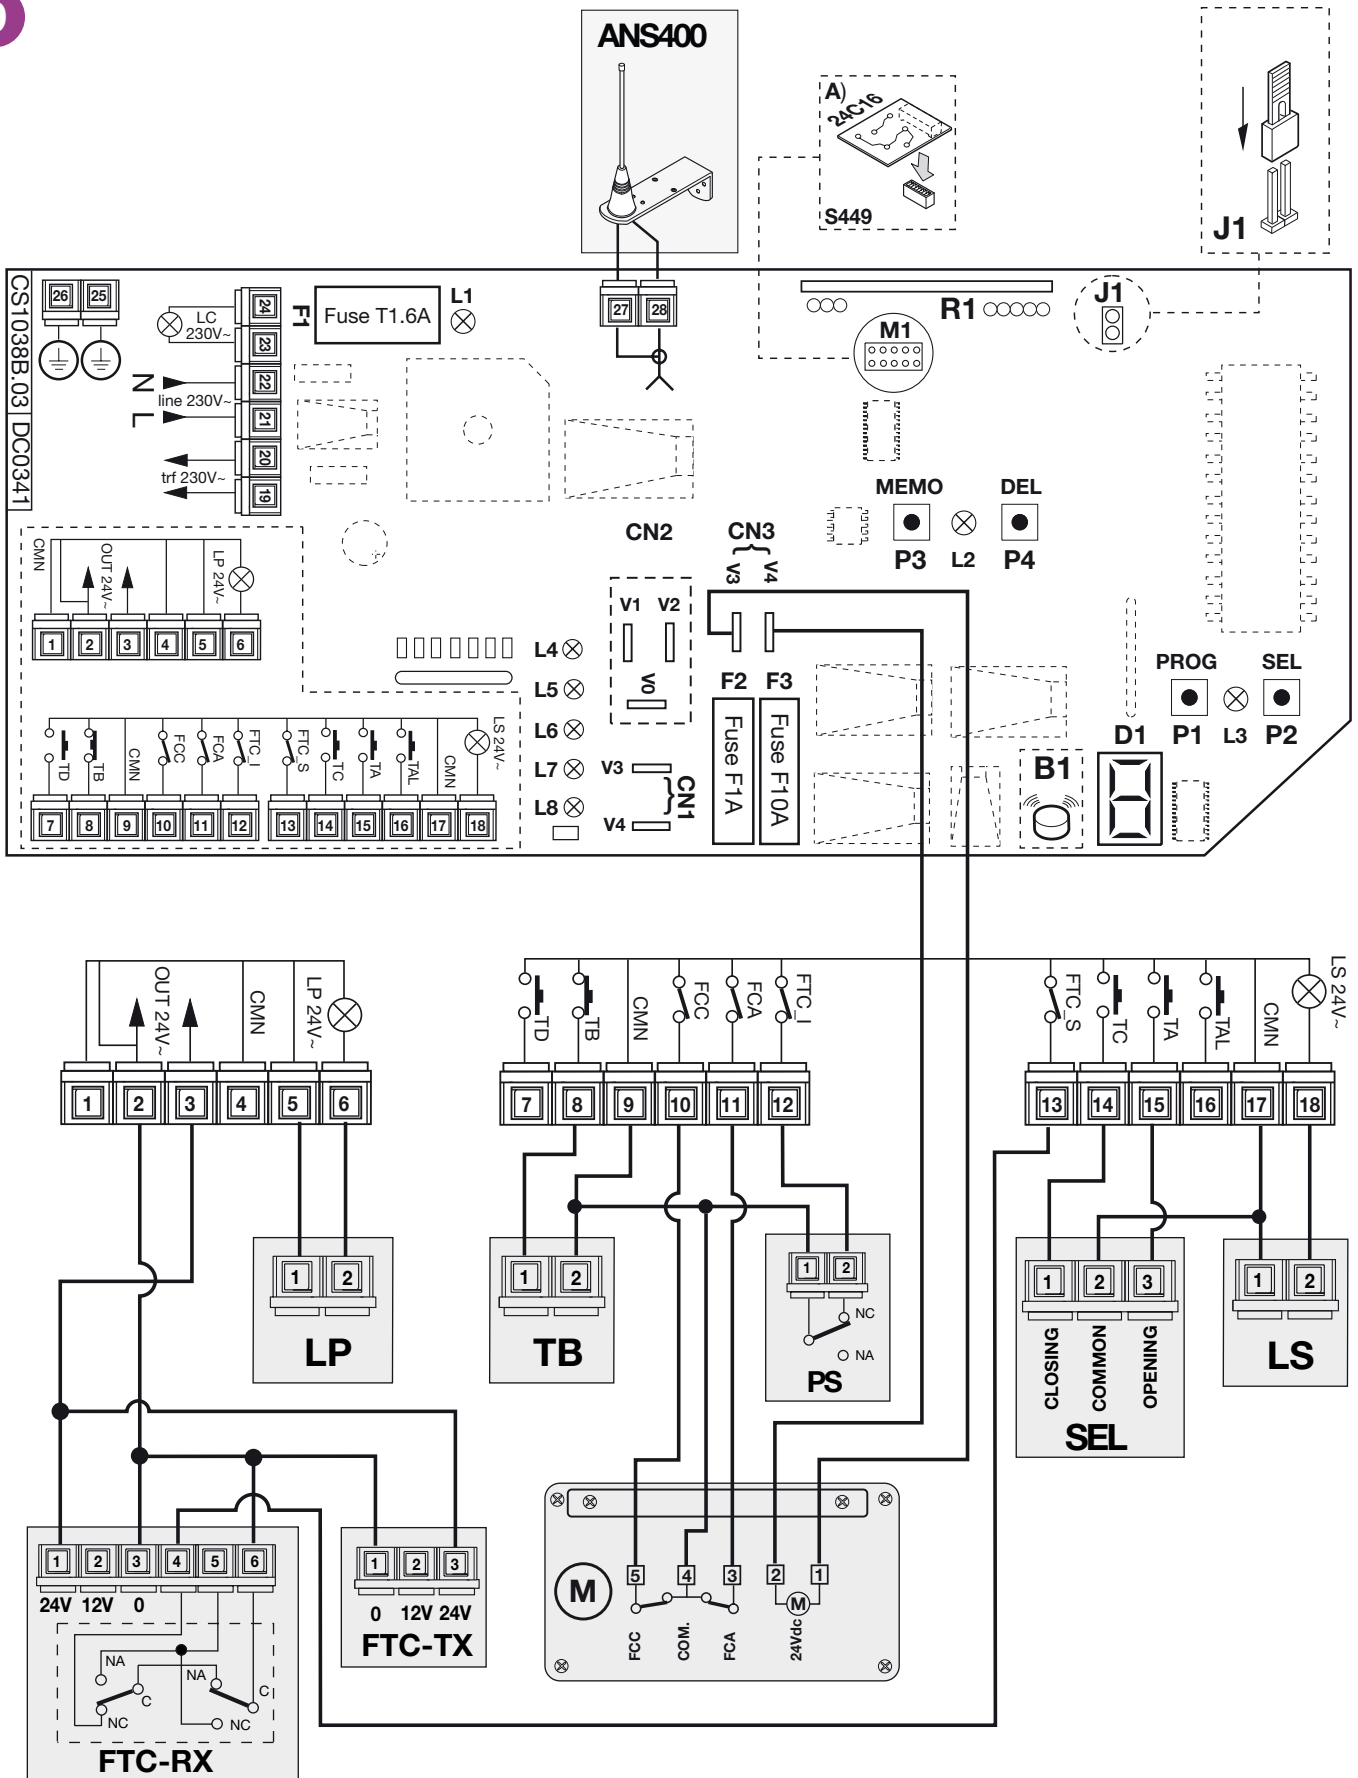 ANS400
A)
24C16
S449
J1
CS1038B.03 DC0341
26 25
LC
230V~
24
23
22
21
20
19
N
line 230V~
L
trf 230V~
F1
Fuse T1.6A
L1
27 28
M1
R1
J1
MEMO
DEL
P3 L2 P4
CN2
CN3
V3 V4
V1 V2
V0
CMN
OUT 24V~
LP 24V~
1 2 3 4 5 6
L4
L5
L6
L7
L8
V3
V4
CN1
F2 F3
Fuse F1A
Fuse F10A
PROG
SEL
P1 L3 P2
D1
B1
TD
TB
CMN
FCC
FCA
FTC_I
FTC_S
TC
TA
TAL
CMN
LS 24V~
7 8 9 10 11 12
13 14 15 16 17 18
OUT 24V~
CMN
LP 24V~
1 2 3 4 5 6
TD
TB
CMN
FCC
FCA
FTC_I
7 8 9 10 11 12
FTC_S
TC
TA
TAL
CMN
LS 24V~
13 14 15 16 17 18
1 2
LP
1 2
TB
1 2
NC
NA
PS
1 2 3
CLOSING
COMMON
OPENING
SEL
1 2
LS
1 2 3 4 5 6
24V 12V 0
NA
C
NC
NA
C
NC
FTC-RX
1 2 3
0 12V 24V
FTC-TX
M
5 4 3 2 1
M
FCC
COM.
FCA
24Vdc